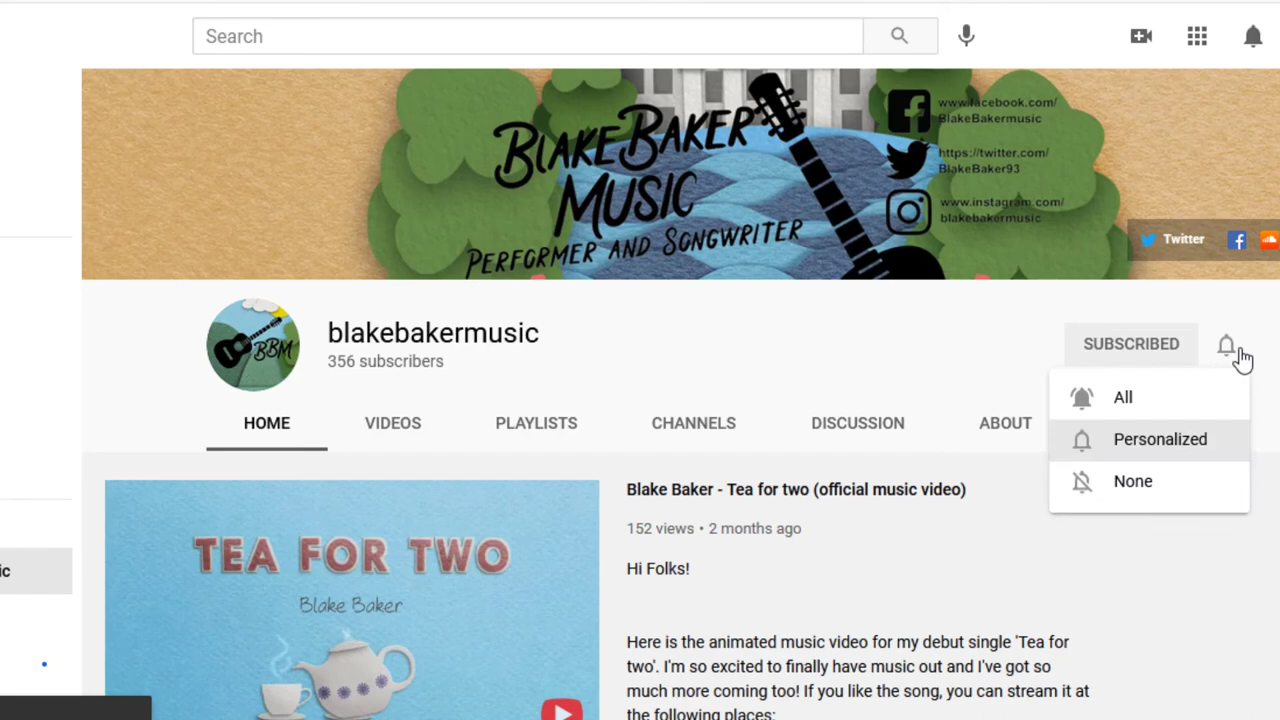 Search
BLAKE BAKER
MUSIC
PERFORMER AND SONGWRITER
www.facebook.com/
BlakeBakermusic
https://twitter.com/
BlakeBaker93
www.instagram.com/
blakebakermusic
Twitter
BBM
blakebakermusic
356 subscribers
SUBSCRIBED
HOME VIDEOS PLAYLISTS CHANNELS DISCUSSION ABOUT
All
Personalized
None
TEA FOR TWO
Blake Baker
Blake Baker - Tea for two (official music video)
152 views • 2 months ago
Hi Folks!
Here is the animated music video for my debut single 'Tea for
two'. I'm so excited to finally have music out and I've got so
much more coming too! If you like the song, you can stream it at
the following places:
ic